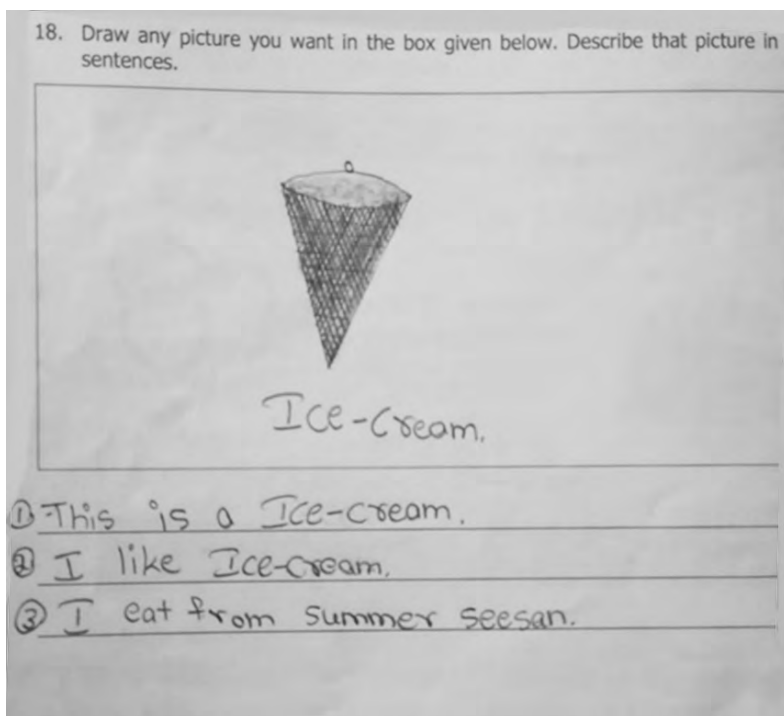 18. Draw any picture you want in the box given below. Describe that picture in
sentences.
Ice-Cream.
① This is a Ice-cream.
② I like Ice-Cream.
③ I eat from summer seesan.